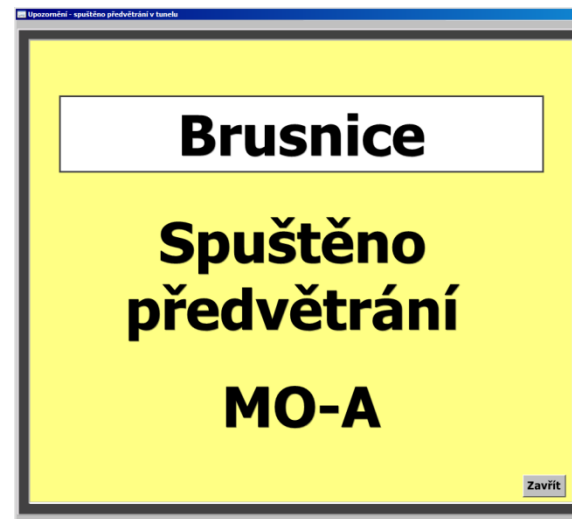 Upozornění - spuštěno předvětrání v tunelu
Brusnice
Spuštěno
předvětrání
MO-A
Zavřít